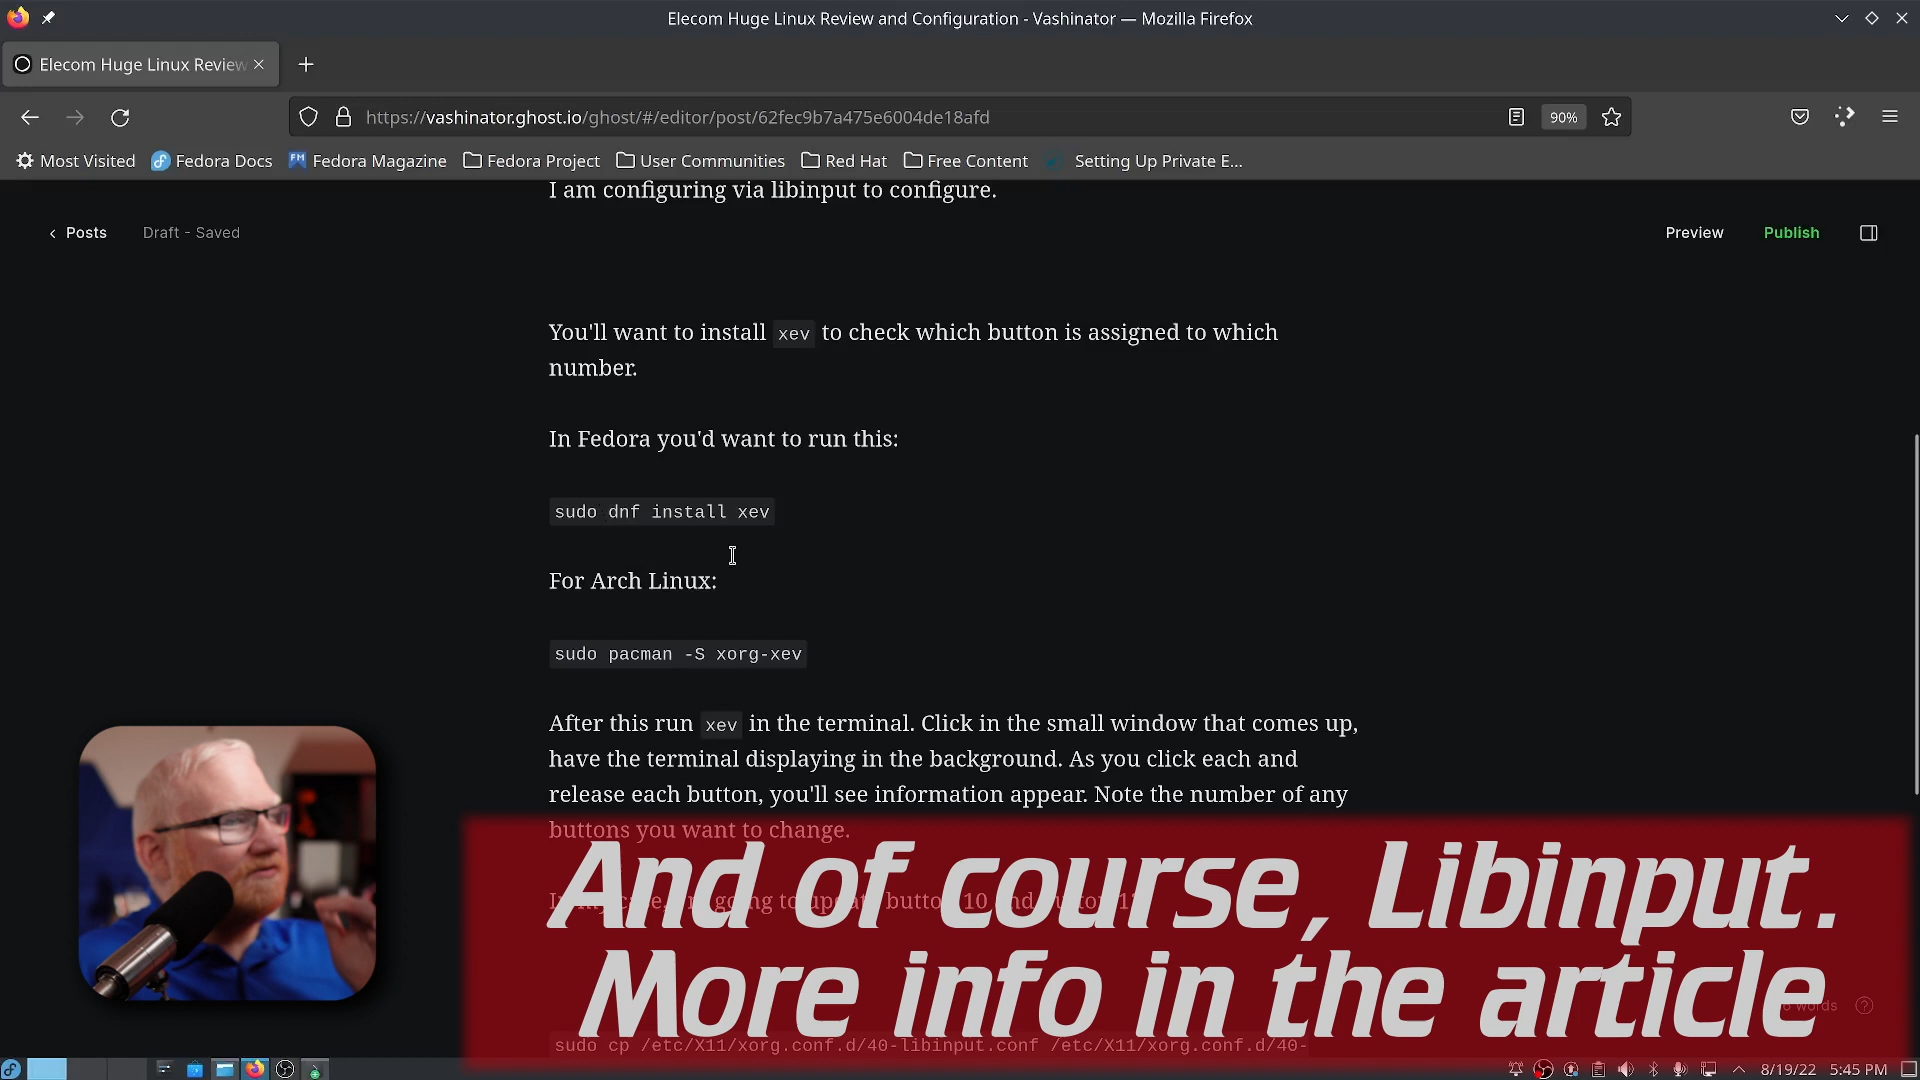 Elecom Huge Linux Review and Configuration - Vashinator — Mozilla Firefox
Elecom Huge Linux Review
https://vashinator.ghost.io/ghost/#/editor/post/62fec9b7a475e6004de18afd
90%
Most Visited Fedora Docs Fedora Magazine Fedora Project User Communities Red Hat Free Content Setting Up Private E...
I am configuring via libinput to configure.
Posts Draft - Saved Preview Publish
You'll want to install xev to check which button is assigned to which
number.
In Fedora you'd want to run this:
sudo dnf install xev
For Arch Linux:
sudo pacman -S xorg-xev
After this run xev in the terminal. Click in the small window that comes up,
have the terminal displaying in the background. As you click each and
release each button, you'll see information appear. Note the number of any
buttons you want to change.
And of course, Libinput.
More info in the article
words
sudo cp /etc/X11/xorg.conf.d/40-libinput.conf /etc/X11/xorg.conf.d/40-
8/19/22 5:45 PM